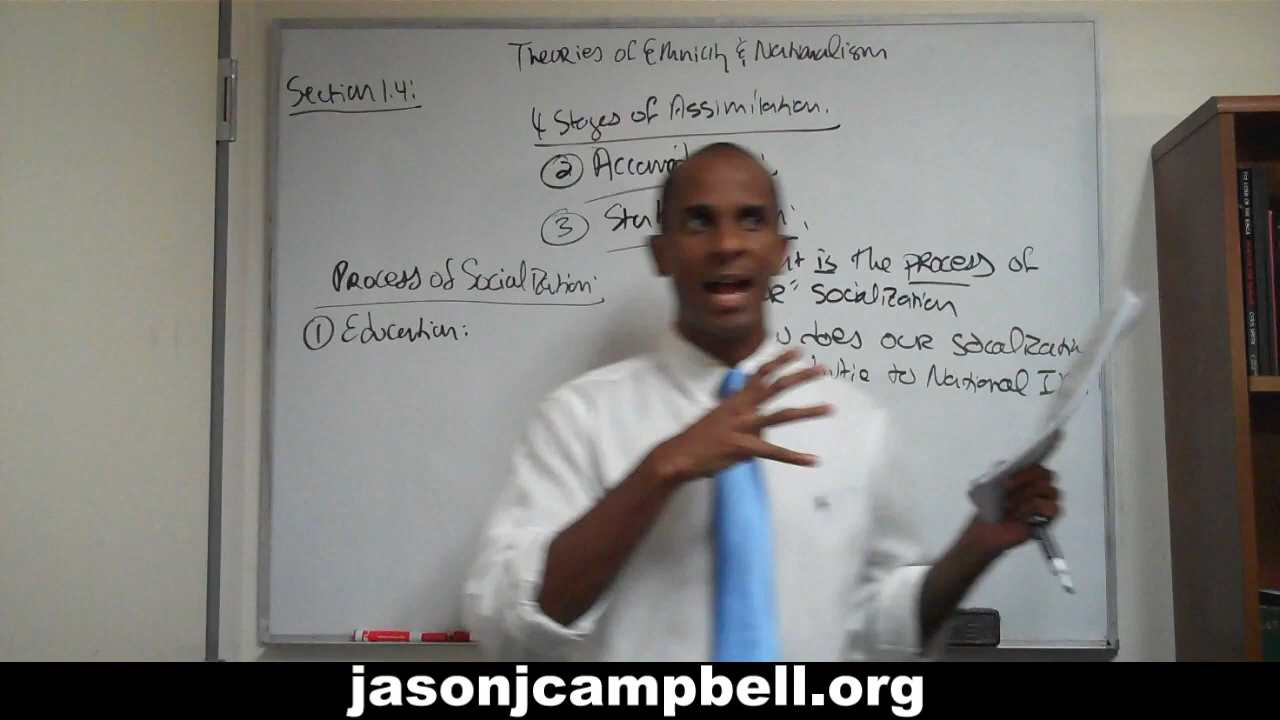 Theories of Ethnicity & Nationalism
Section 1.4:
4 Stages of Assimilation.
②
③
Process of Socialization:
① Education:
is the process of
socialization
does our socalization
to National
jasonjcampbell.org